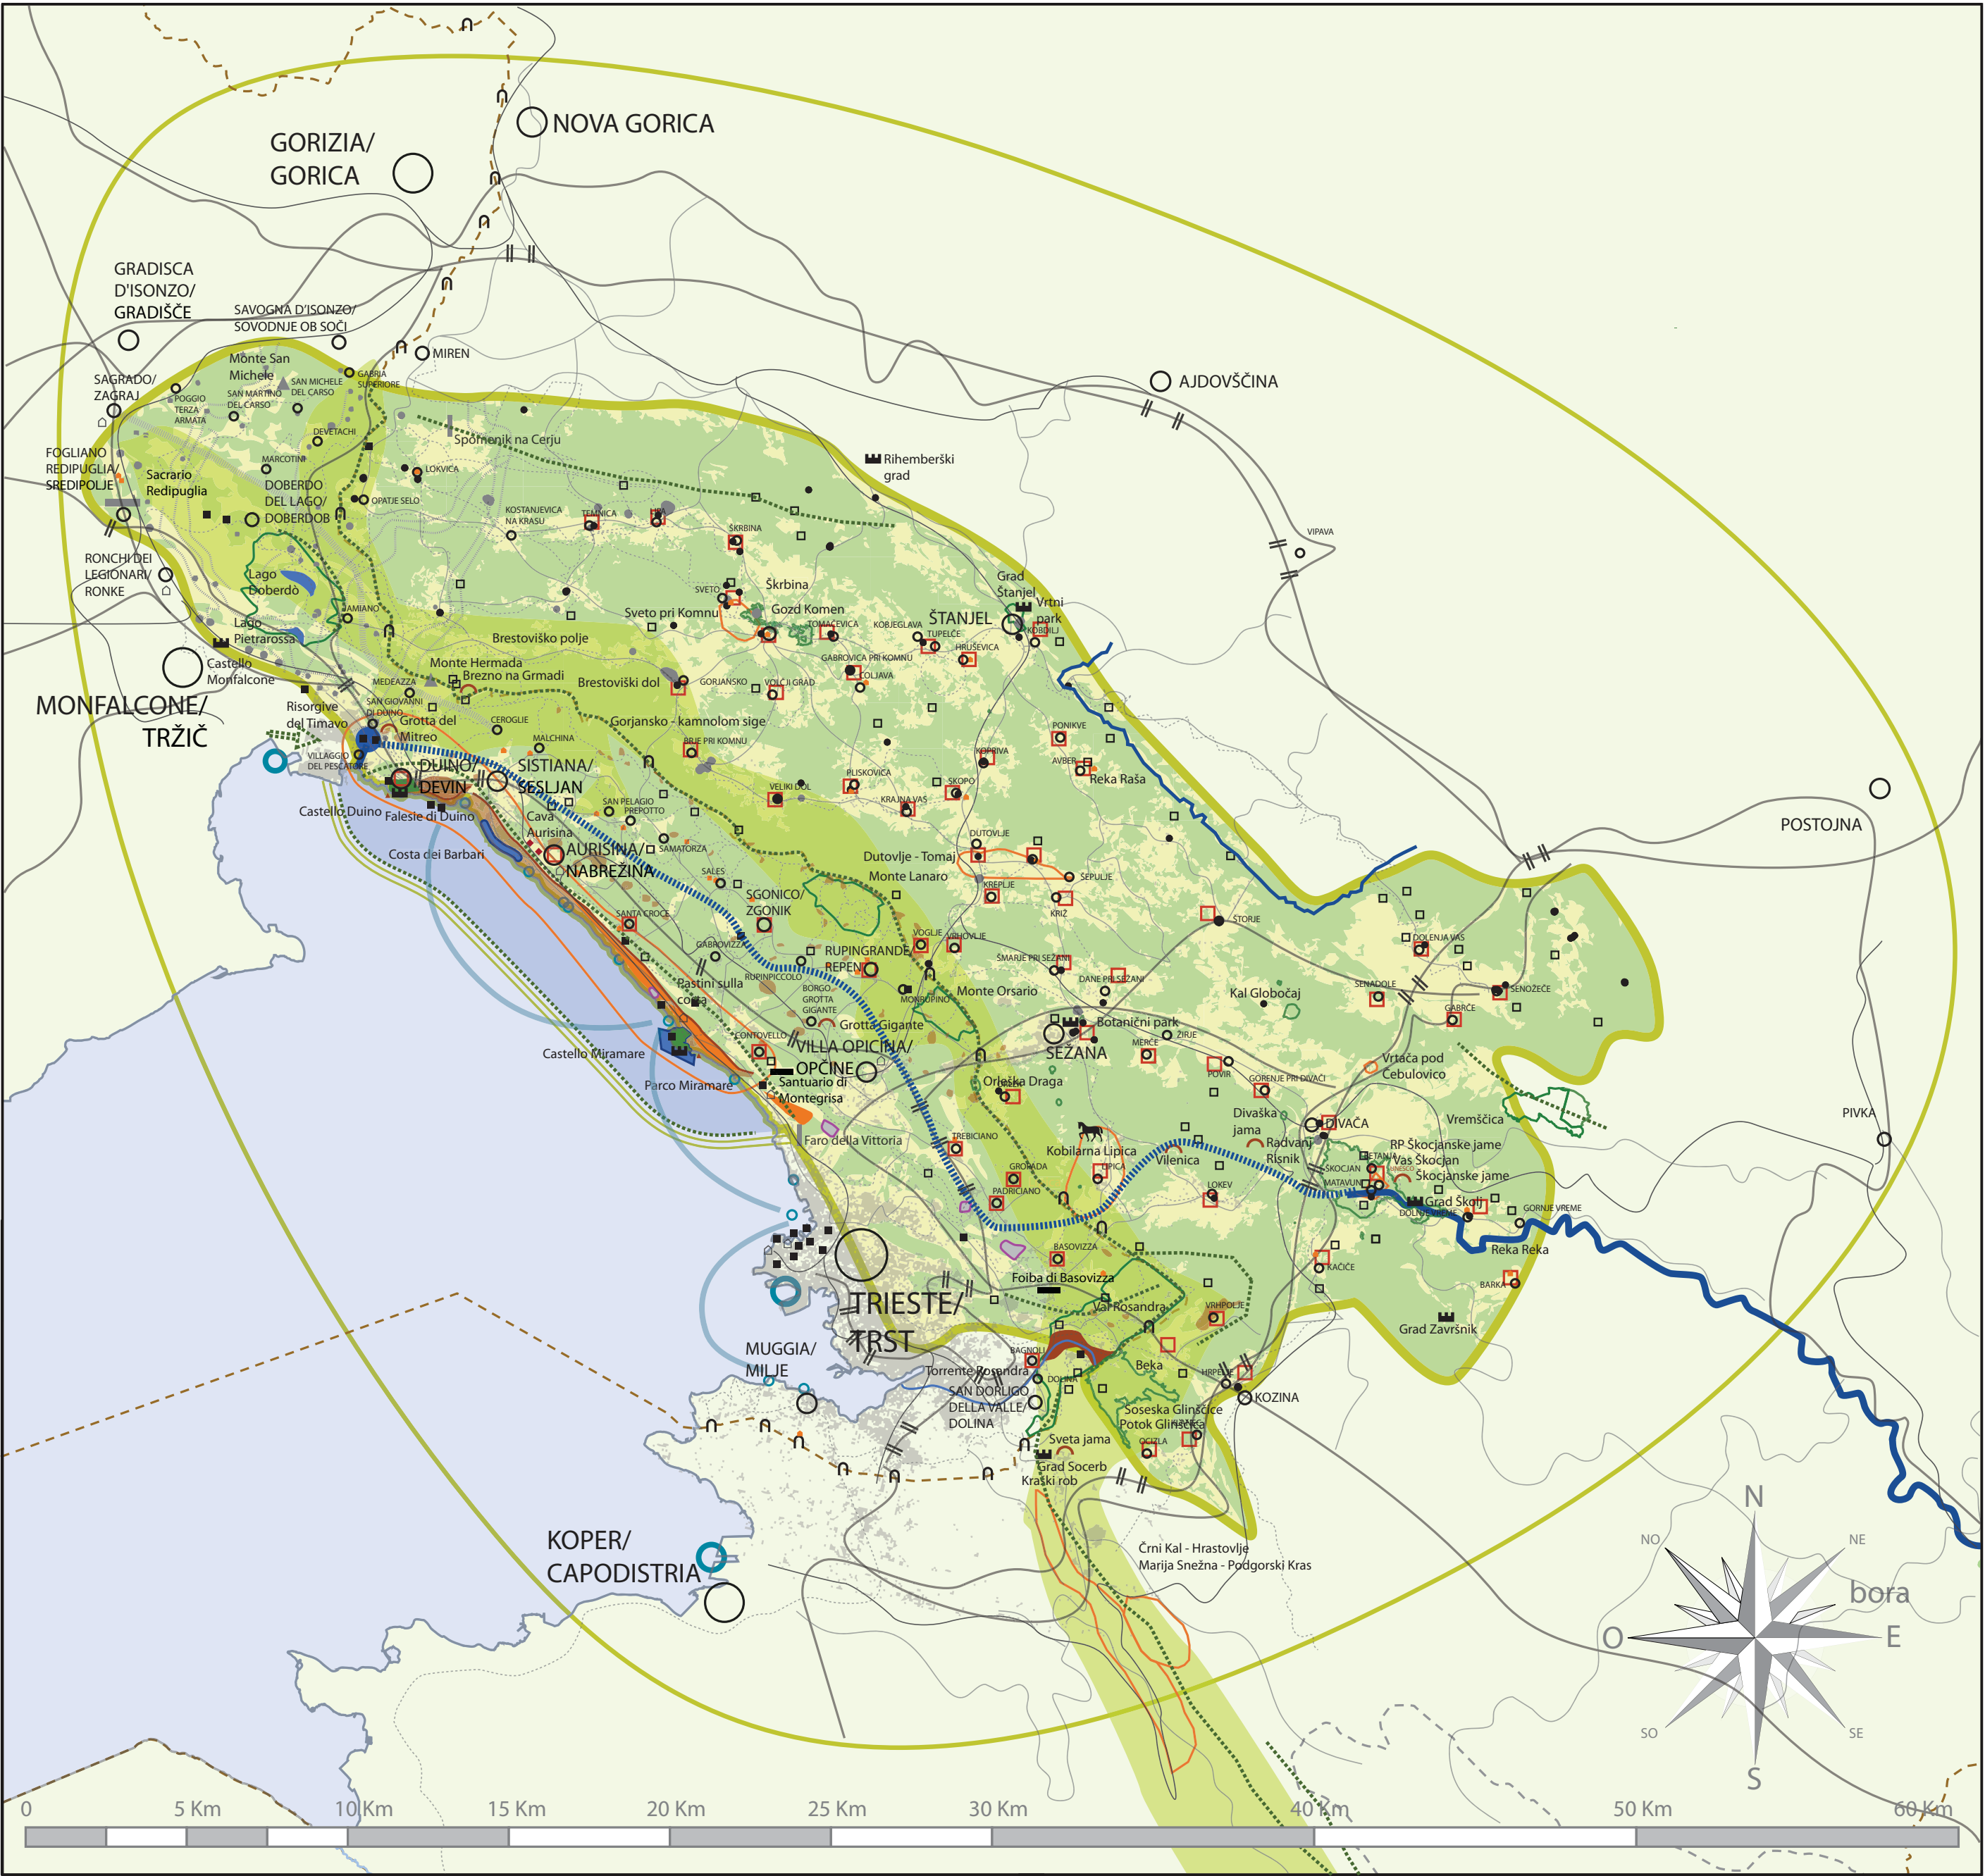 NOVA GORICA
GORIZIA/
GORICA
GRADISCA
D'ISONZO/
GRADIŠČE
SAVOGNA D'ISONZO/
SOVODNJE OB SOČI
MIREN
AJDOVŠČINA
Monte San
Michele
SAN MICHELE
DEL CARSO
GABRIA
SUPERIORE
SAGRADO/
ZAGRAJ
POGGIO
TERZA
ARMATA
SAN MARTINO
DEL CARSO
DEVETACHI
Spomenik na Cerju
FOGLIANO
REDIPUGLIA/
SREDIPOLJE
Sacrario
Redipuglia
MARCOTINI
LOKVICA
Rihemberški
grad
DOBERDO
DEL LAGO/
DOBERDOB
OPATJE SELO
KOSTANJEVICA
NA KRASU
TEMNICA
ŠKRBINA
VIPAVA
RONCHI DEI
LEGIONARI/
RONKE
Lago
Doberdò
JAMIANO
SVETO
Škrbina
Grad
Štanjel
Vrtni
park
Lago
Pietrarossa
Sveto pri Komnu
Gozd Komen
TOMAČEVICA
KOBJEGLAVA
TUPELČE
ŠTANJEL
KOBDILJ
Brestoviško polje
HRUŠEVICA
Castello
Monfalcone
Monte Hermada
Brezno na Grmadi
MEDEAZZA
Brestoviški dol
GORJANSKO
VOLČJI GRAD
GABROVICA PRI KOMNU
COLJAVA
MONFALCONE/
TRŽIČ
Risorgive
del Timavo
SAN GIOVANNI
DI DUINO
Grotta del
Mitreo
CEROGLIE
MALCHINA
Gorjansko - kamnolom sige
BRJE PRI KOMNU
PONIKVE
KOPRIVA
AVBER
Reka Raša
VILLAGGIO
DEL PESCATORE
DUINO/
DEVIN
SISTIANA/
SESLJAN
VELIKI DOL
PLISKOVICA
KRAJNA VAS
SKOPO
POSTOJNA
Castello Duino
Falesie di Duino
SAN PELAGIO
PREPOTTO
Cava
Aurisina
SAMATORZA
DUTOVLJE
Costa dei Barbari
AURISINA/
NABREŽINA
Dutovlje - Tomaj
Monte Lanaro
ŠEPULJE
SALES
KREPLJE
KRIŽ
SGONICO/
ZGONIK
SANTA CROCE
ŠTORJE
GABROVIZZA
VOGLJE
VRHOVLJE
DOLENJA VAS
RUPINGRANDE/
REPEN
RUPINPICCOLO
ŠMARJE PRI SEŽANI
DANE PRI SEŽANI
Pastini sulla
costa
BORGO
GROTTA
GIGANTE
MONRUPINO
Monte Orsario
Kal Globočaj
SENADOLE
SENOŽEČE
GABRČE
Grotta Gigante
Botanični park
SEŽANA
ŽIRJE
MERČE
CONTOVELLO
VILLA OPICINA/
OPČINE
Castello Miramare
Parco Miramare
Santuario di
Montegrisa
Orleška Draga
POVIR
GORENJE PRI DIVAČI
Vrtača pod
Čebulovico
Faro della Vittoria
TREBICIANO
Kobilarna Lipica
Divaška
jama
DIVAČA
Vremščica
PIVKA
Radvanj
Risnik
RP Škocjanske jame
Vas Škocjan
Škocjanske jame
BETANJA
UNESCO
ŠKOCJAN
MATAVUN
GROPADA
LIPICA
Vilenica
PADRICIANO
LOKEV
Grad Školj
DOLNJE VREME
GORNJE VREME
Reka Reka
BASOVIZZA
Foiba di Basovizza
KAČIČE
BARKA
TRIESTE/
TRST
Val Rosandra
VRHPOLJE
Grad Završnik
MUGGIA/
MILJE
BAGNOLI
Torrente Rosandra
DOLINA
Beka
HRPELJE
KOZINA
SAN DORLIGO
DELLA VALLE/
DOLINA
Soseska Glinščice
Potok Glinščica
OCIZLA
Sveta jama
Grad Socerb
Kraški rob
KOPER/
CAPODISTRIA
Črni Kal - Hrastovlje
Marija Snežna - Podgorski Kras
N
NO
NE
bora
O
E
SO
SE
S
0
5 Km
10 Km
15 Km
20 Km
25 Km
30 Km
40 Km
50 Km
60 Km